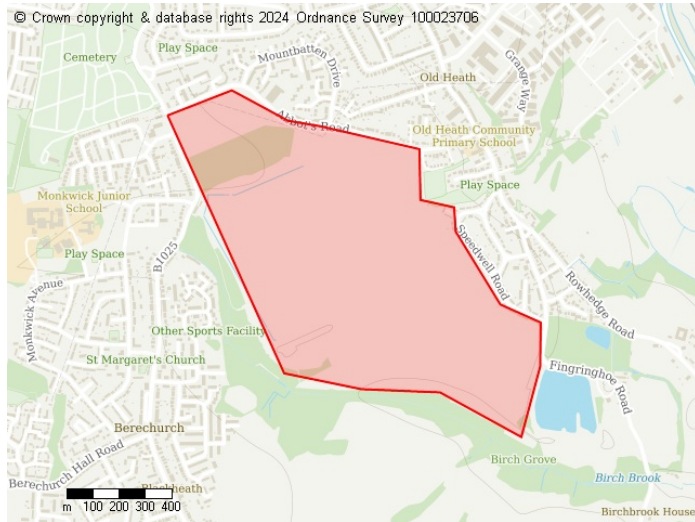 © Crown copyright & database rights 2024 Ordnance Survey 100023706
Cemetery
Play Space
Mountbatten Drive
Old Heath
Grange Way
Abbot's Road
Old Heath Community
Primary School
Play Space
Monkwick Junior
School
Play Space
B1025
Speedwell Road
Rowhedge Road
Monkwick Avenue
Other Sports Facility
St Margaret's Church
Fingringhoe Road
Berechurch
Berechurch Hall Road
Birch Grove
Birch Brook
Blackheath
Birchbrook House
m 100 200 300 400